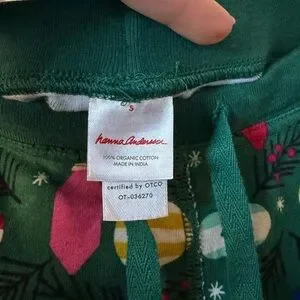 S
hanna andersson
100% ORGANIC COTTON
MADE IN INDIA
certified by OTCO
OT-036270